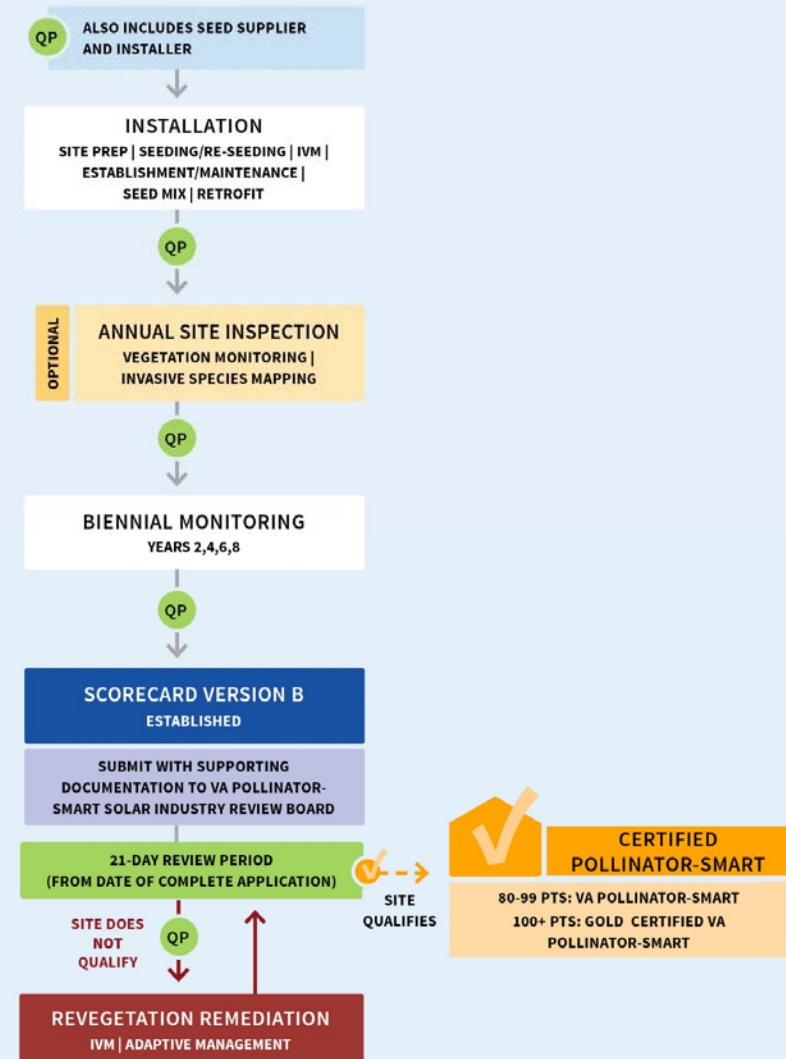 QP
ALSO INCLUDES SEED SUPPLIER
AND INSTALLER
INSTALLATION
SITE PREP | SEEDING/RE-SEEDING | IVM |
ESTABLISHMENT/MAINTENANCE |
SEED MIX | RETROFIT
QP
OPTIONAL
ANNUAL SITE INSPECTION
VEGETATION MONITORING |
INVASIVE SPECIES MAPPING
QP
BIENNIAL MONITORING
YEARS 2,4,6,8
QP
SCORECARD VERSION B
ESTABLISHED
SUBMIT WITH SUPPORTING
DOCUMENTATION TO VA POLLINATOR-
SMART SOLAR INDUSTRY REVIEW BOARD
21-DAY REVIEW PERIOD
(FROM DATE OF COMPLETE APPLICATION)
SITE
QUALIFIES
CERTIFIED
POLLINATOR-SMART
80-99 PTS: VA POLLINATOR-SMART
100+ PTS: GOLD CERTIFIED VA
POLLINATOR-SMART
SITE DOES
NOT
QUALIFY
QP
REVEGETATION REMEDIATION
IVM | ADAPTIVE MANAGEMENT